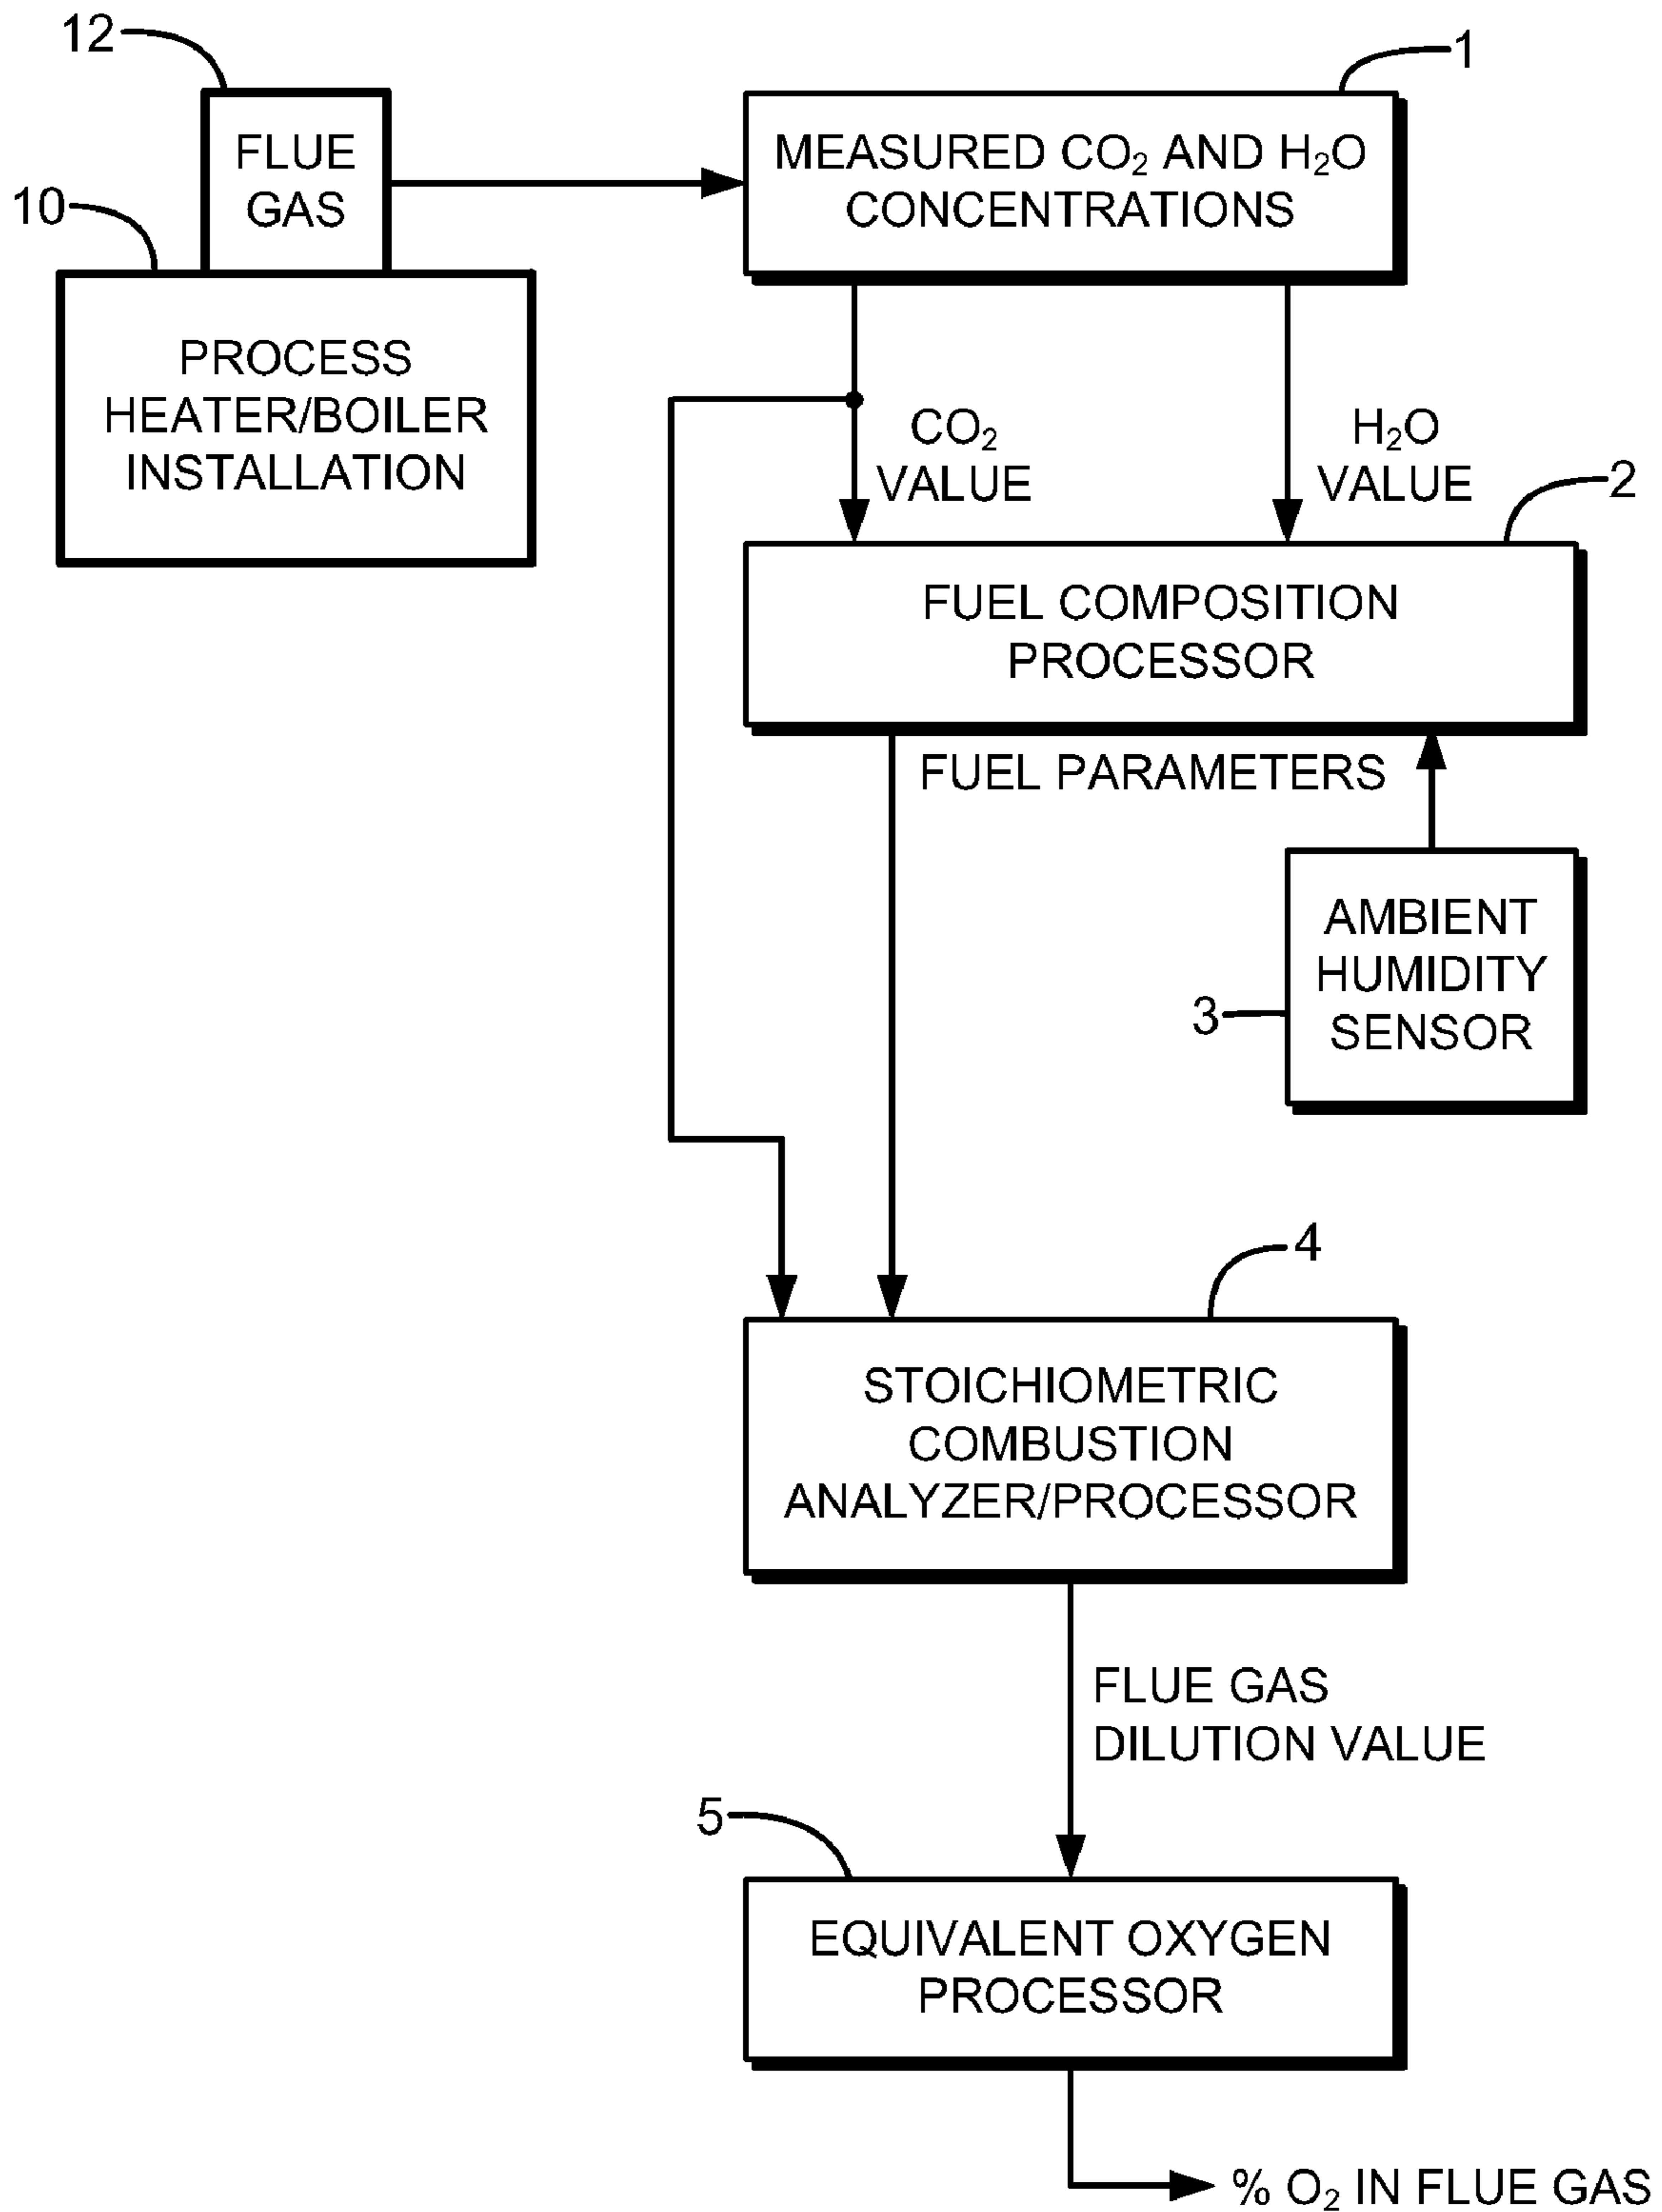 12
FLUE
GAS
10
PROCESS
HEATER/BOILER
INSTALLATION
1
MEASURED CO₂ AND H₂O
CONCENTRATIONS
CO₂
VALUE
H₂O
VALUE
2
FUEL COMPOSITION
PROCESSOR
FUEL PARAMETERS
AMBIENT
HUMIDITY
SENSOR
3
4
STOICHIOMETRIC
COMBUSTION
ANALYZER/PROCESSOR
FLUE GAS
DILUTION VALUE
5
EQUIVALENT OXYGEN
PROCESSOR
% O₂ IN FLUE GAS